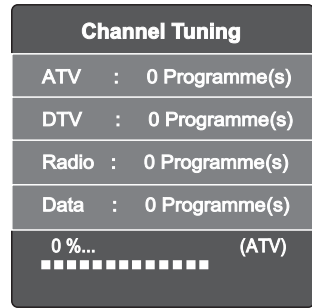 Channel Tuning
ATV : 0 Programme(s)
DTV : 0 Programme(s)
Radio : 0 Programme(s)
Data : 0 Programme(s)
0 %... (ATV)